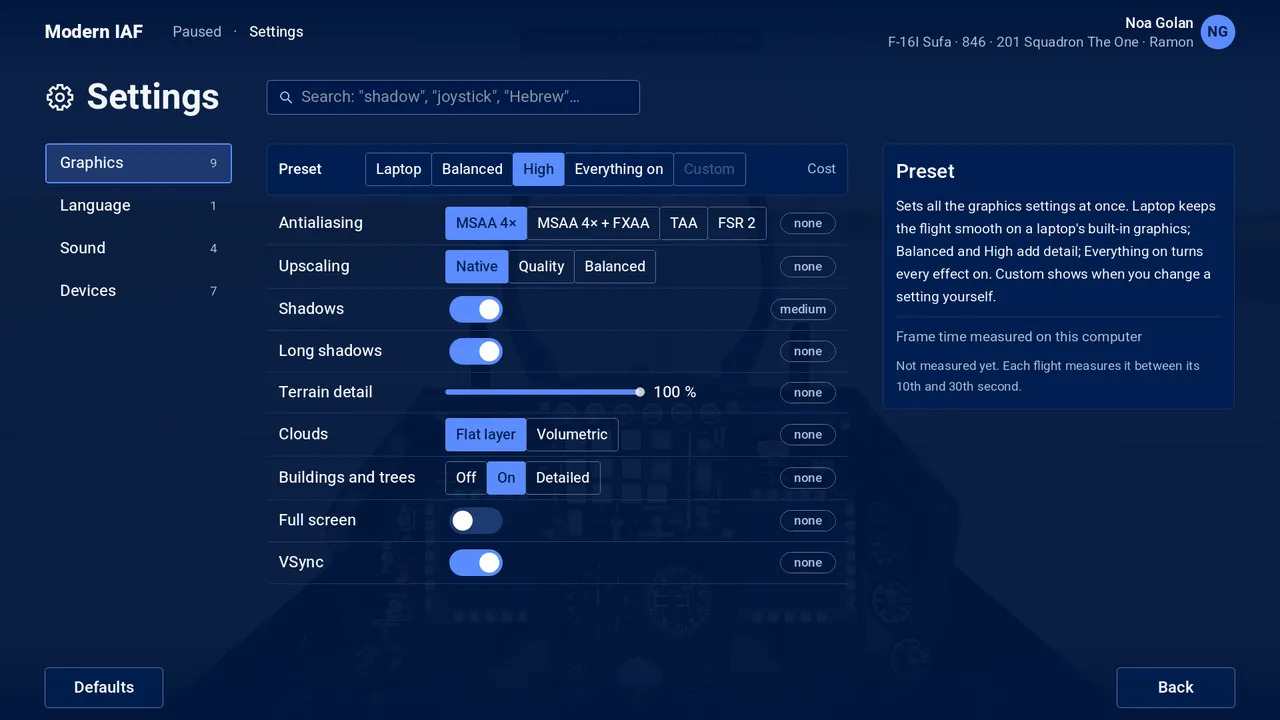 Modern IAF
Paused · Settings
Noa Golan
F-16I Sufa · 846 · 201 Squadron The One · Ramon
NG
Settings
Search: "shadow", "joystick", "Hebrew"...
Graphics 9
Language 1
Sound 4
Devices 7
Preset Laptop Balanced High Everything on Custom Cost
Antialiasing MSAA 4× MSAA 4× + FXAA TAA FSR 2 none
Upscaling Native Quality Balanced none
Shadows medium
Long shadows none
Terrain detail 100 % none
Clouds Flat layer Volumetric none
Buildings and trees Off On Detailed none
Full screen none
VSync none
Preset
Sets all the graphics settings at once. Laptop keeps
the flight smooth on a laptop's built-in graphics;
Balanced and High add detail; Everything on turns
every effect on. Custom shows when you change a
setting yourself.
Frame time measured on this computer
Not measured yet. Each flight measures it between its
10th and 30th second.
Defaults
Back